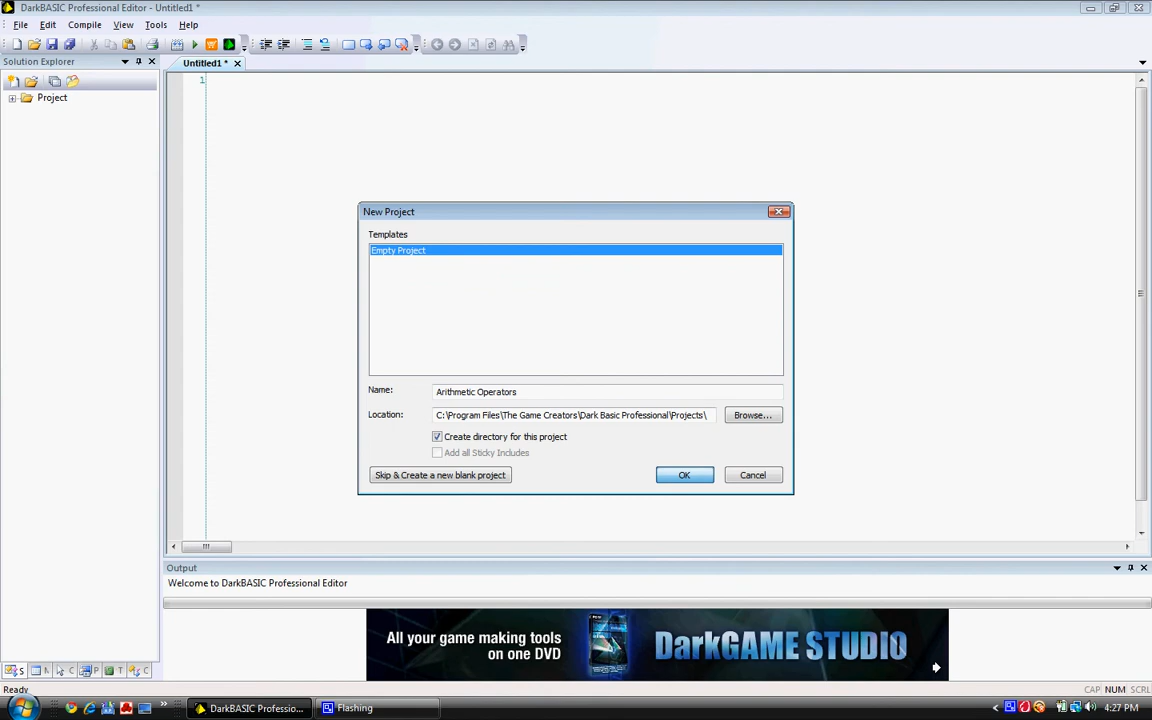 DarkBASIC Professional Editor - Untitled1 *
File Edit Compile View Tools Help
Solution Explorer
Untitled1 *
1
Project
New Project
Templates
Empty Project
Name: Arithmetic Operators
Location: C:\Program Files\The Game Creators\Dark Basic Professional\Projects\ Browse...
Create directory for this project
Add all Sticky Includes
Skip & Create a new blank project OK Cancel
Output
Welcome to DarkBASIC Professional Editor
All your game making tools
on one DVD
DarkGAME STUDIO
S C P T C
Ready CAP NUM SCRL
DarkBASIC Professio... Flashing 4:27 PM